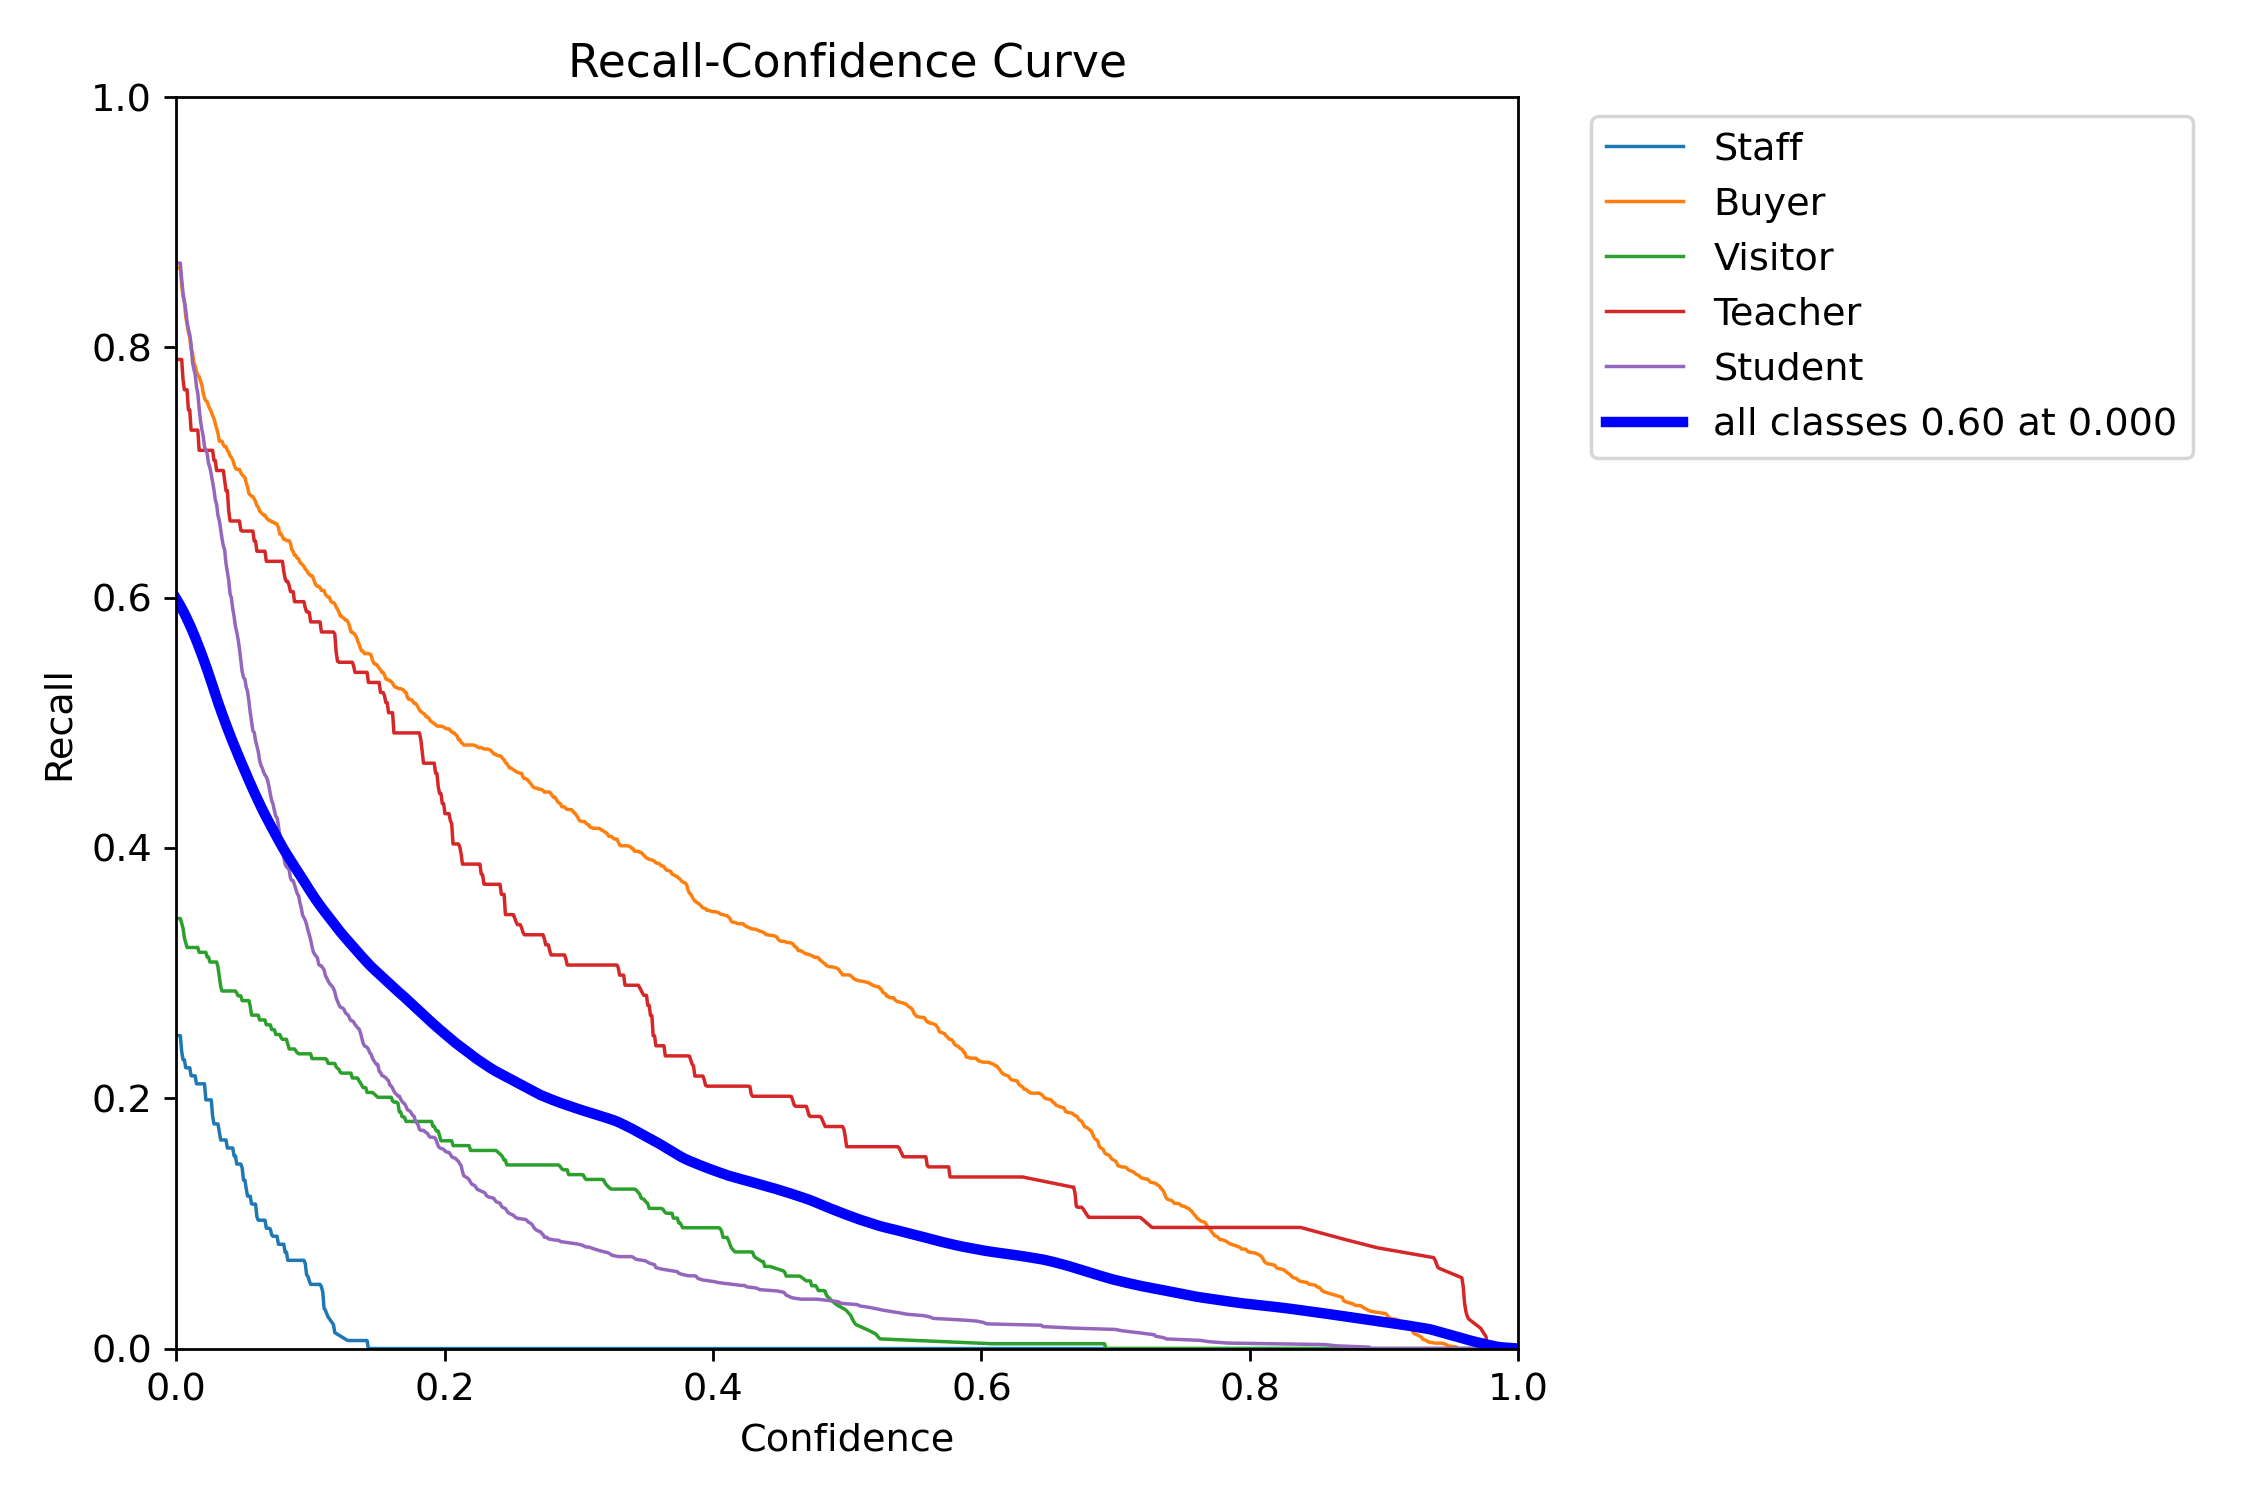 Recall-Confidence Curve
1.0
0.8
0.6
0.4
0.2
0.0
Recall
0.0 0.2 0.4 0.6 0.8 1.0
Confidence
Staff
Buyer
Visitor
Teacher
Student
all classes 0.60 at 0.000